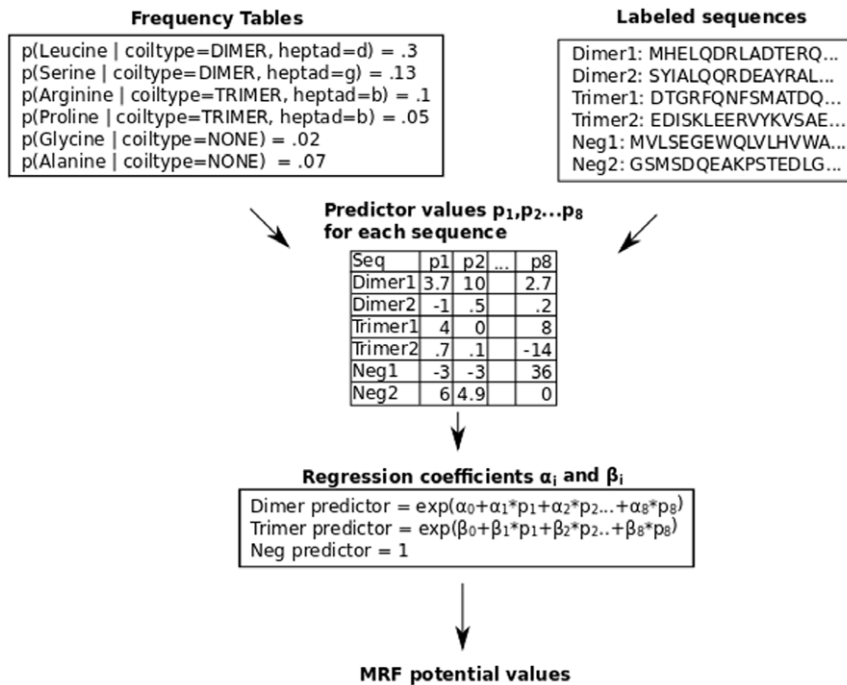 Frequency Tables
p(Leucine | coiltype=DIMER, heptad=d) = .3
p(Serine | coiltype=DIMER, heptad=g) = .13
p(Arginine | coiltype=TRIMER, heptad=b) = .1
p(Proline | coiltype=TRIMER, heptad=b) = .05
p(Glycine | coiltype=NONE) = .02
p(Alanine | coiltype=NONE) = .07
Labeled sequences
Dimer1: MHELQDRLADTERQ...
Dimer2: SYIALQQRDEAYRAL...
Trimer1: DTGRFQNFSMATDQ...
Trimer2: EDISKLEERVYKVSAE...
Neg1: MVLSEGEWQLVLHVWA...
Neg2: GSMSDQEAKPSTEDLG...
Predictor values p₁,p₂...p₈
for each sequence
Seq p1 p2 ... p8
Dimer1 3.7 10 2.7
Dimer2 -1 .5 .2
Trimer1 4 0 8
Trimer2 .7 .1 -14
Neg1 -3 -3 36
Neg2 6 4.9 0
Regression coefficients αᵢ and βᵢ
Dimer predictor = exp(α₀+α₁*p₁+α₂*p₂...+α₈*p₈)
Trimer predictor = exp(β₀+β₁*p₁+β₂*p₂..+β₈*p₈)
Neg predictor = 1
MRF potential values